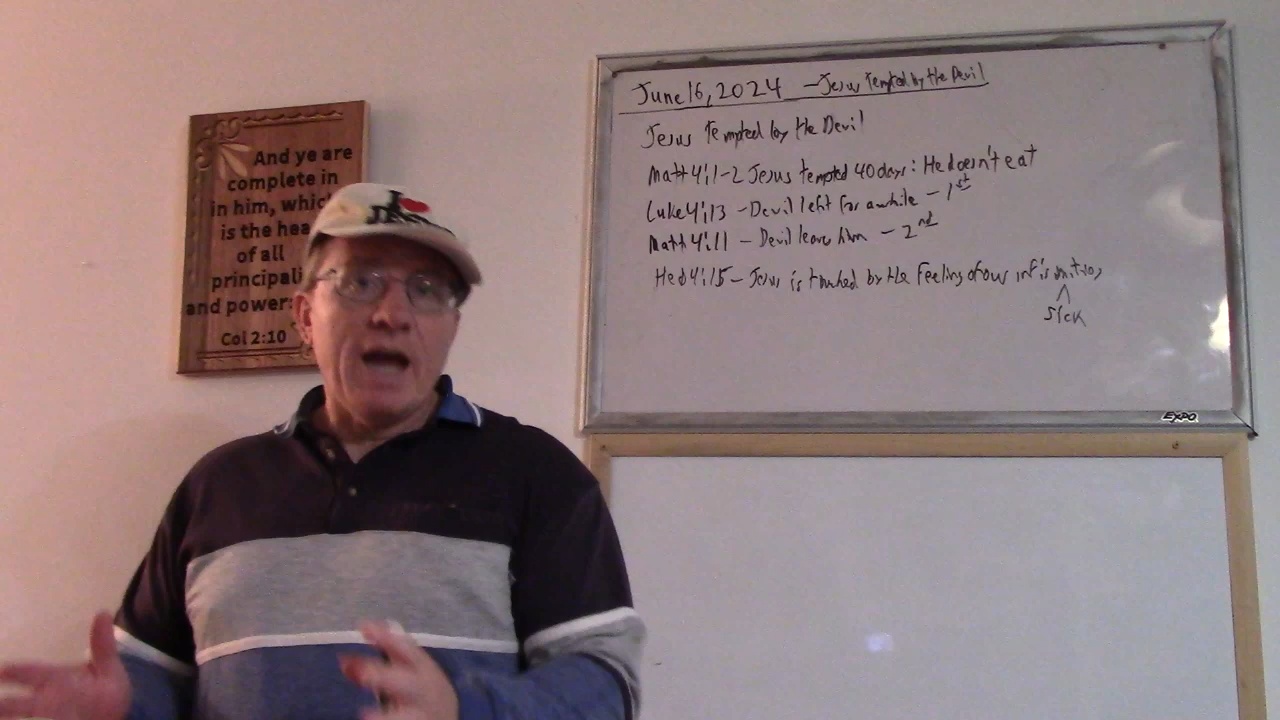 And ye are
complete in
in him, which
is the hea
of all
principali
and power:
Col 2:10
I
June 16, 2024 - Jesus Tempted by the Devil
Jesus Tempted by the Devil
Matt 4:1-2 Jesus tempted 40 days: He doesn't eat
Luke 4:13 - Devil left for awhile - 1st
Matt 4:11 - Devil leave him - 2nd
Heb 4:15 - Jesus is touched by the feeling of our
sick
EXPO